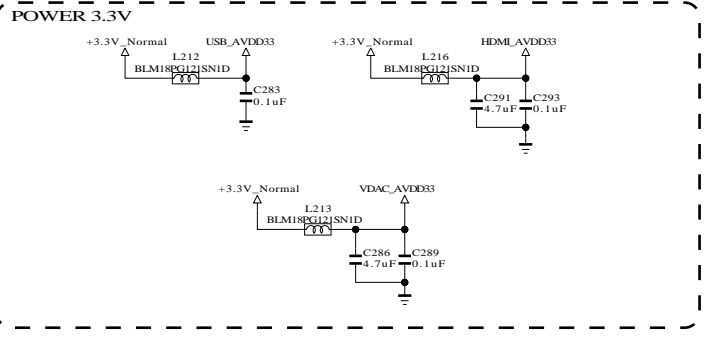 POWER 3.3V
+3.3V_Normal
USB_AVDD33
L212
BLM18PG121SN1D
C283
0.1uF
+3.3V_Normal
HDMI_AVDD33
L216
BLM18PG121SN1D
C291
4.7uF
C293
0.1uF
+3.3V_Normal
VDAC_AVDD33
L213
BLM18PG121SN1D
C286
4.7uF
C289
0.1uF